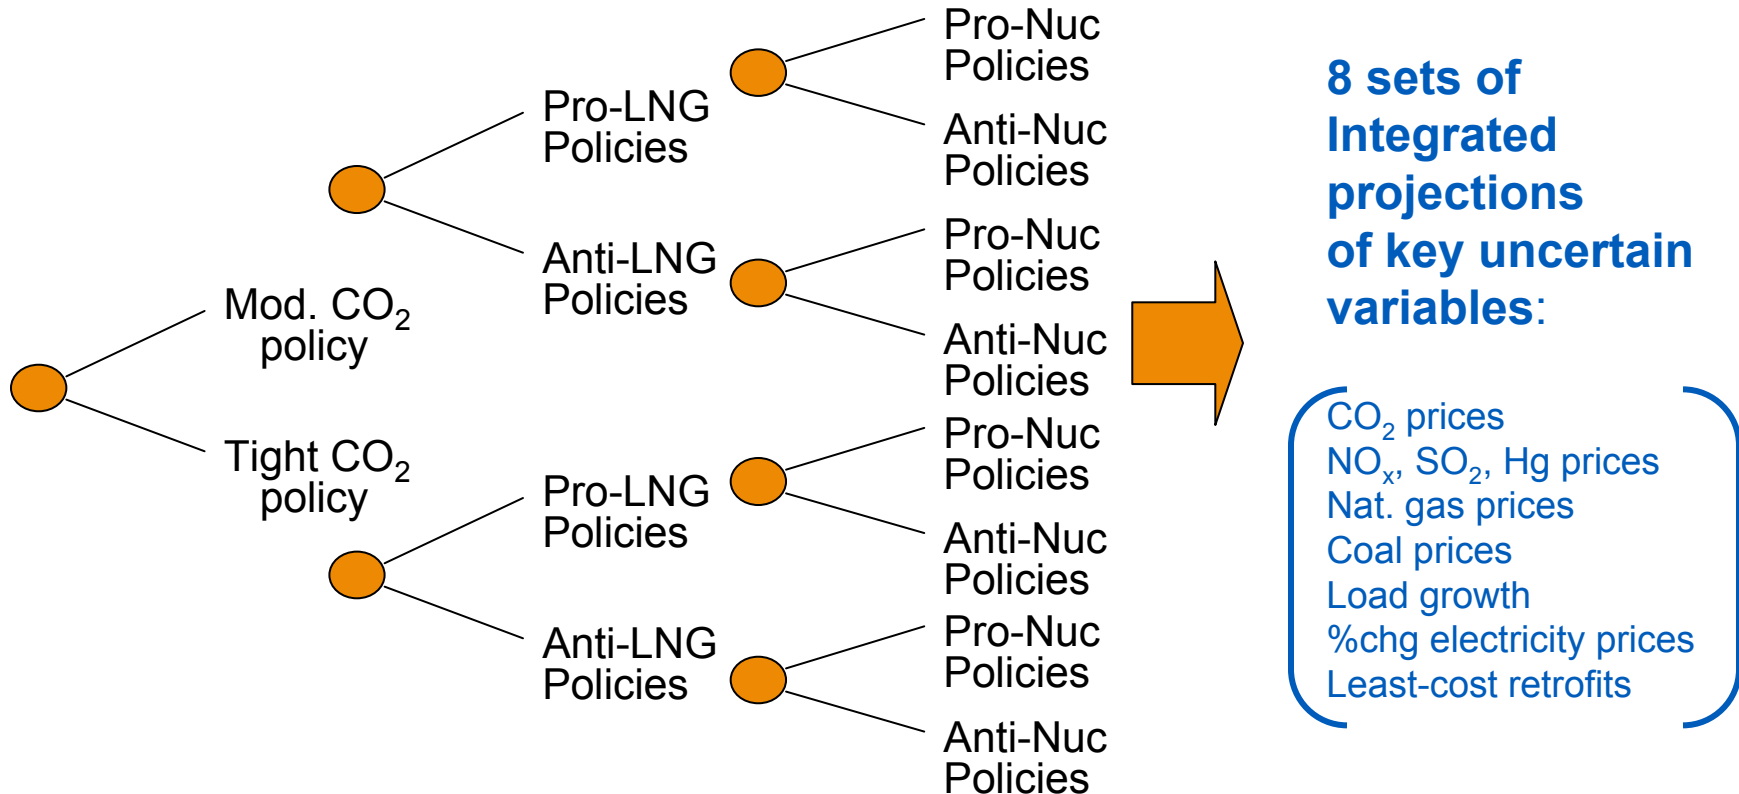 Mod. CO₂
policy
Tight CO₂
policy
Pro-LNG
Policies
Anti-LNG
Policies
Pro-LNG
Policies
Anti-LNG
Policies
Pro-Nuc
Policies
Anti-Nuc
Policies
Pro-Nuc
Policies
Anti-Nuc
Policies
Pro-Nuc
Policies
Anti-Nuc
Policies
Pro-Nuc
Policies
Anti-Nuc
Policies
8 sets of
Integrated
projections
of key uncertain
variables:
CO₂ prices
NOₓ, SO₂, Hg prices
Nat. gas prices
Coal prices
Load growth
%chg electricity prices
Least-cost retrofits